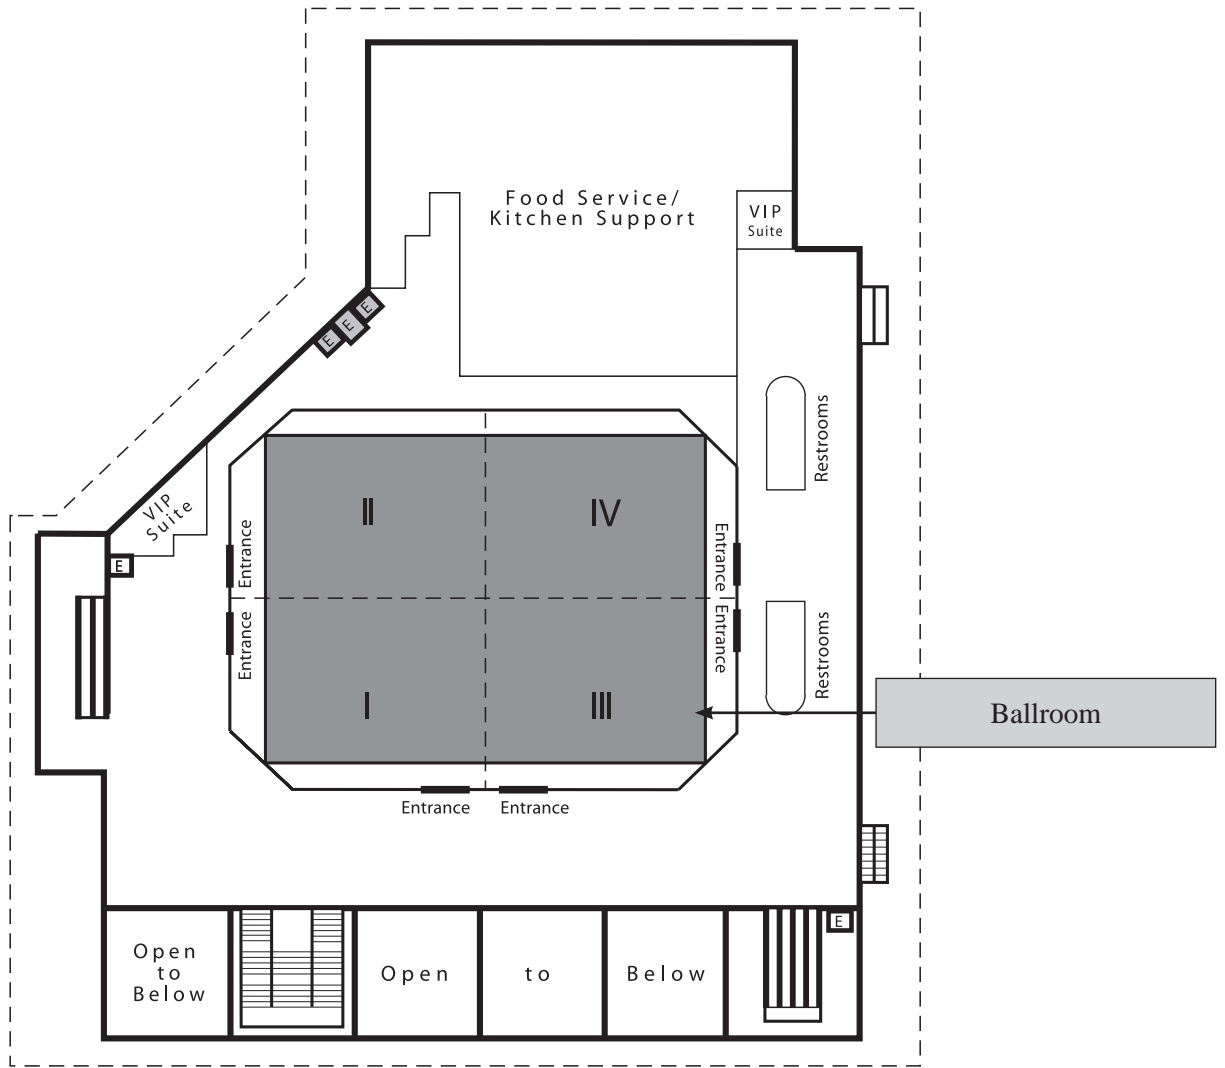 Food Service/
Kitchen Support
VIP
Suite
E
E
E
Restrooms
VIP
Suite
II
IV
Entrance
Entrance
E
Entrance
Entrance
Restrooms
I
III
Ballroom
Entrance
Entrance
E
Open
to
Below
Open
to
Below